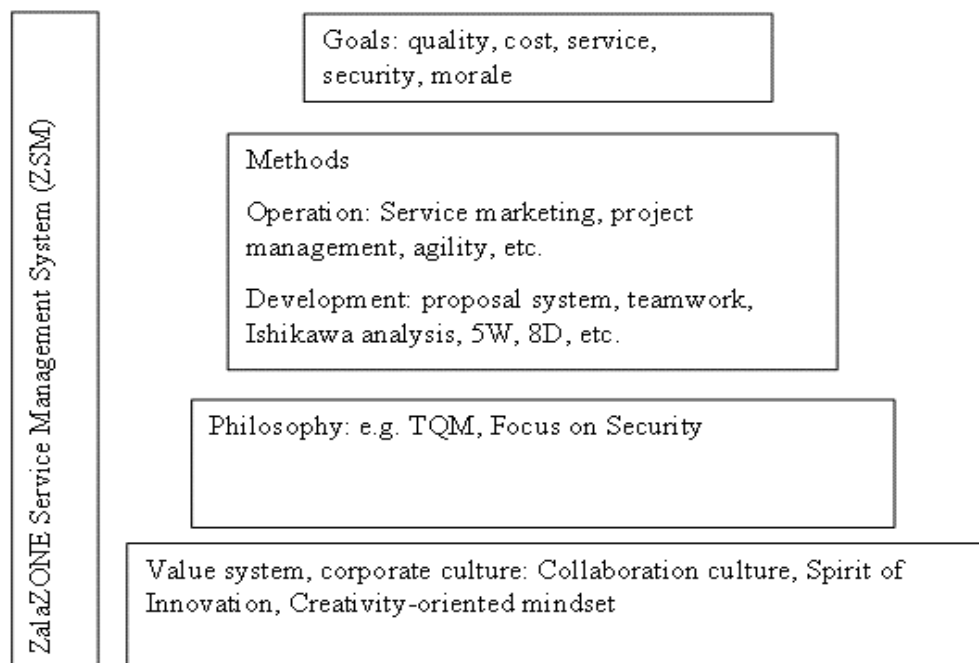 ZalaZONE Service Management System (ZSM)
Goals: quality, cost, service,
security, morale
Methods
Operation: Service marketing, project
management, agility, etc.
Development: proposal system, teamwork,
Ishikawa analysis, 5W, 8D, etc.
Philosophy: e.g. TQM, Focus on Security
Value system, corporate culture: Collaboration culture, Spirit of
Innovation, Creativity-oriented mindset